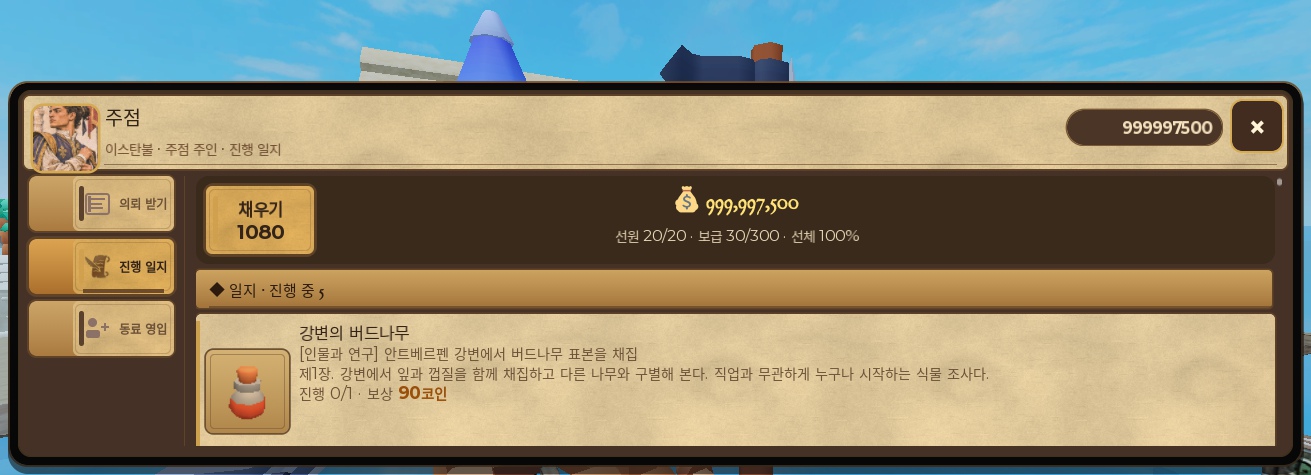 주점
이스탄불 · 주점 주인 · 진행 일지
999997500
×
의뢰 받기
진행 일지
동료 영입
채우기
1080
$ 999,997,500
선원 20/20 · 보급 30/300 · 선체 100%
◆ 일지 · 진행 중 5
강변의 버드나무
[인물과 연구] 안트베르펜 강변에서 버드나무 표본을 채집
제1장. 강변에서 잎과 껍질을 함께 채집하고 다른 나무와 구별해 본다. 직업과 무관하게 누구나 시작하는 식물 조사다.
진행 0/1 · 보상 90코인